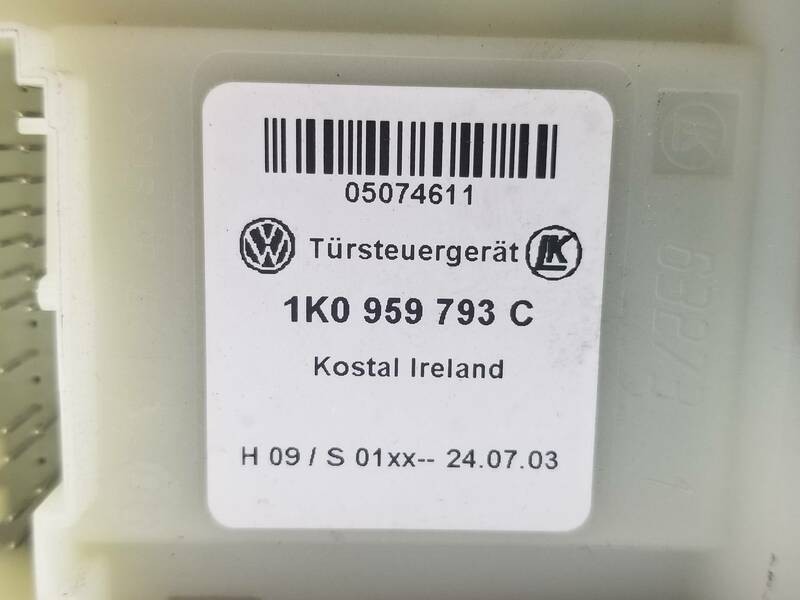 05074611
Türsteuergerät
1K0 959 793 C
Kostal Ireland
H 09 / S 01xx-- 24.07.03